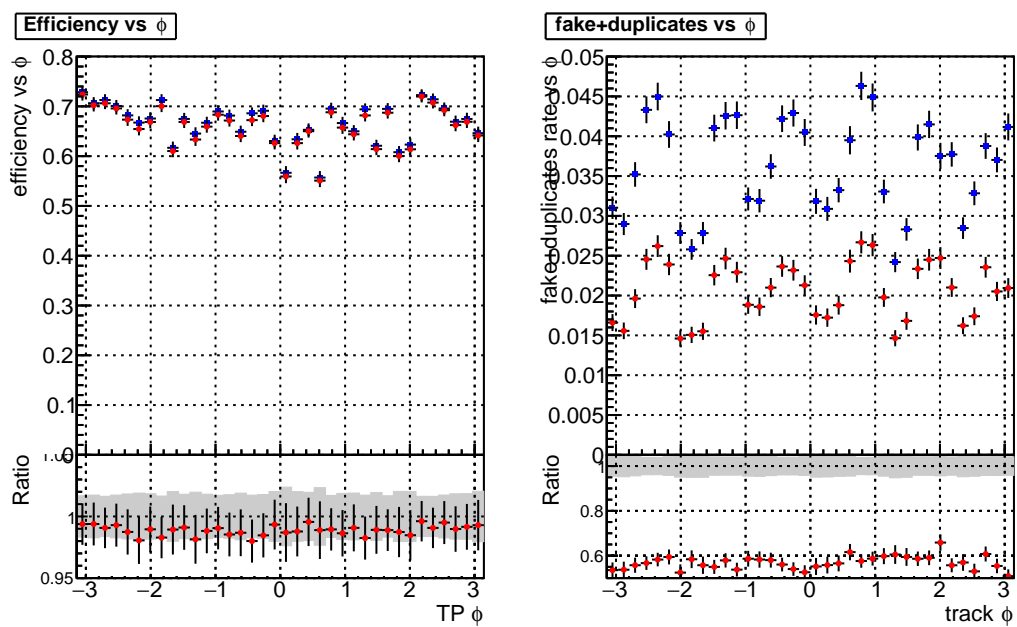 Efficiency vs ϕ
efficiency vs ϕ
0.8
0.7
0.6
0.5
0.4
0.3
0.2
0.1
0
Ratio
1
0.95
−3 −2 −1 0 1 2 3
TP ϕ
fake+duplicates vs ϕ
fake+duplicates rate vs ϕ
0.05
0.045
0.04
0.035
0.03
0.025
0.02
0.015
0.01
0.005
0
Ratio
1
0.8
0.6
−3 −2 −1 0 1 2 3
track ϕ